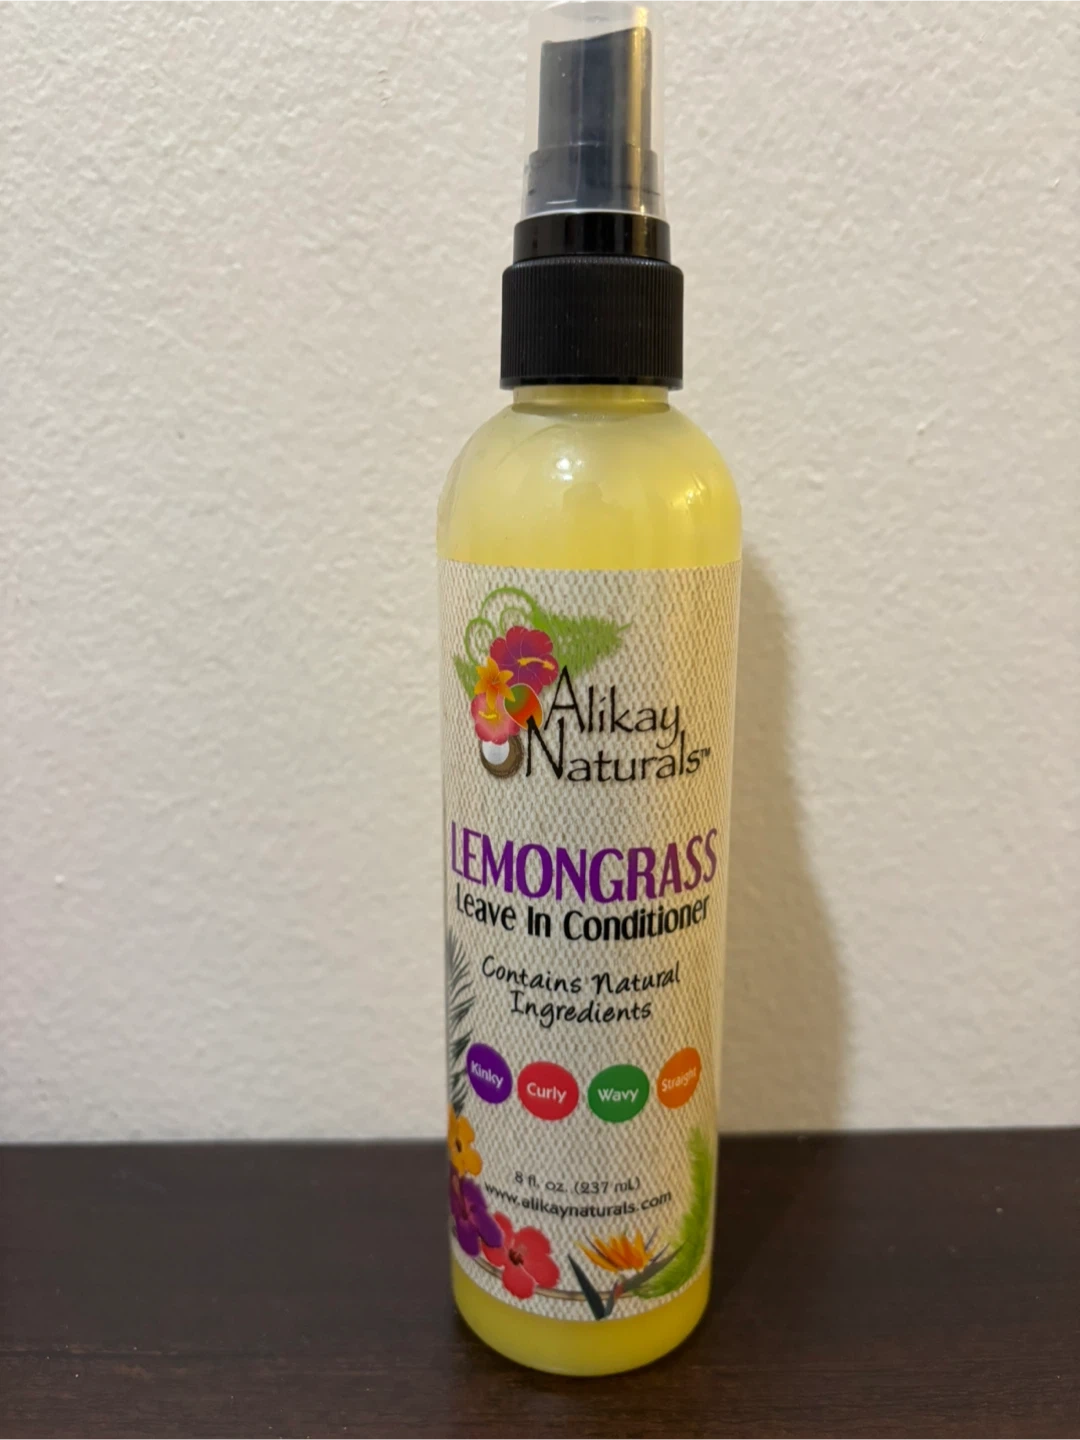 Alikay
Naturals™
LEMONGRASS
Leave In Conditioner
Contains Natural
Ingredients
Kinky Curly Wavy Straight
8 fl. oz. (237 mL)
www.alikaynaturals.com